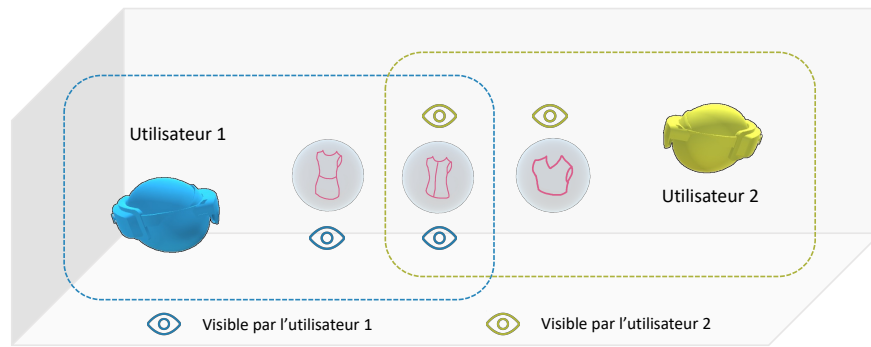 Utilisateur 1
Utilisateur 2
Visible par l’utilisateur 1
Visible par l’utilisateur 2